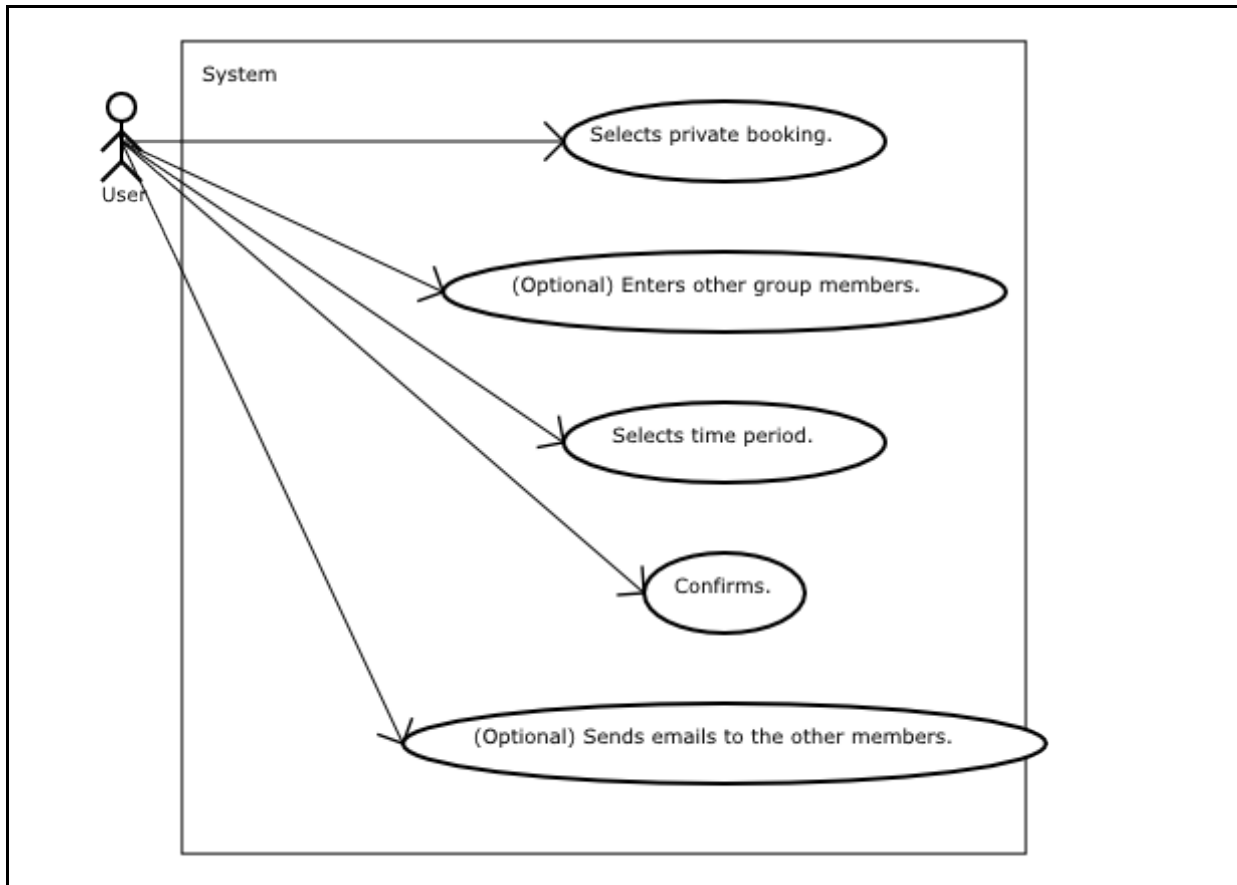 System
Selects private booking.
User
(Optional) Enters other group members.
Selects time period.
Confirms.
(Optional) Sends emails to the other members.